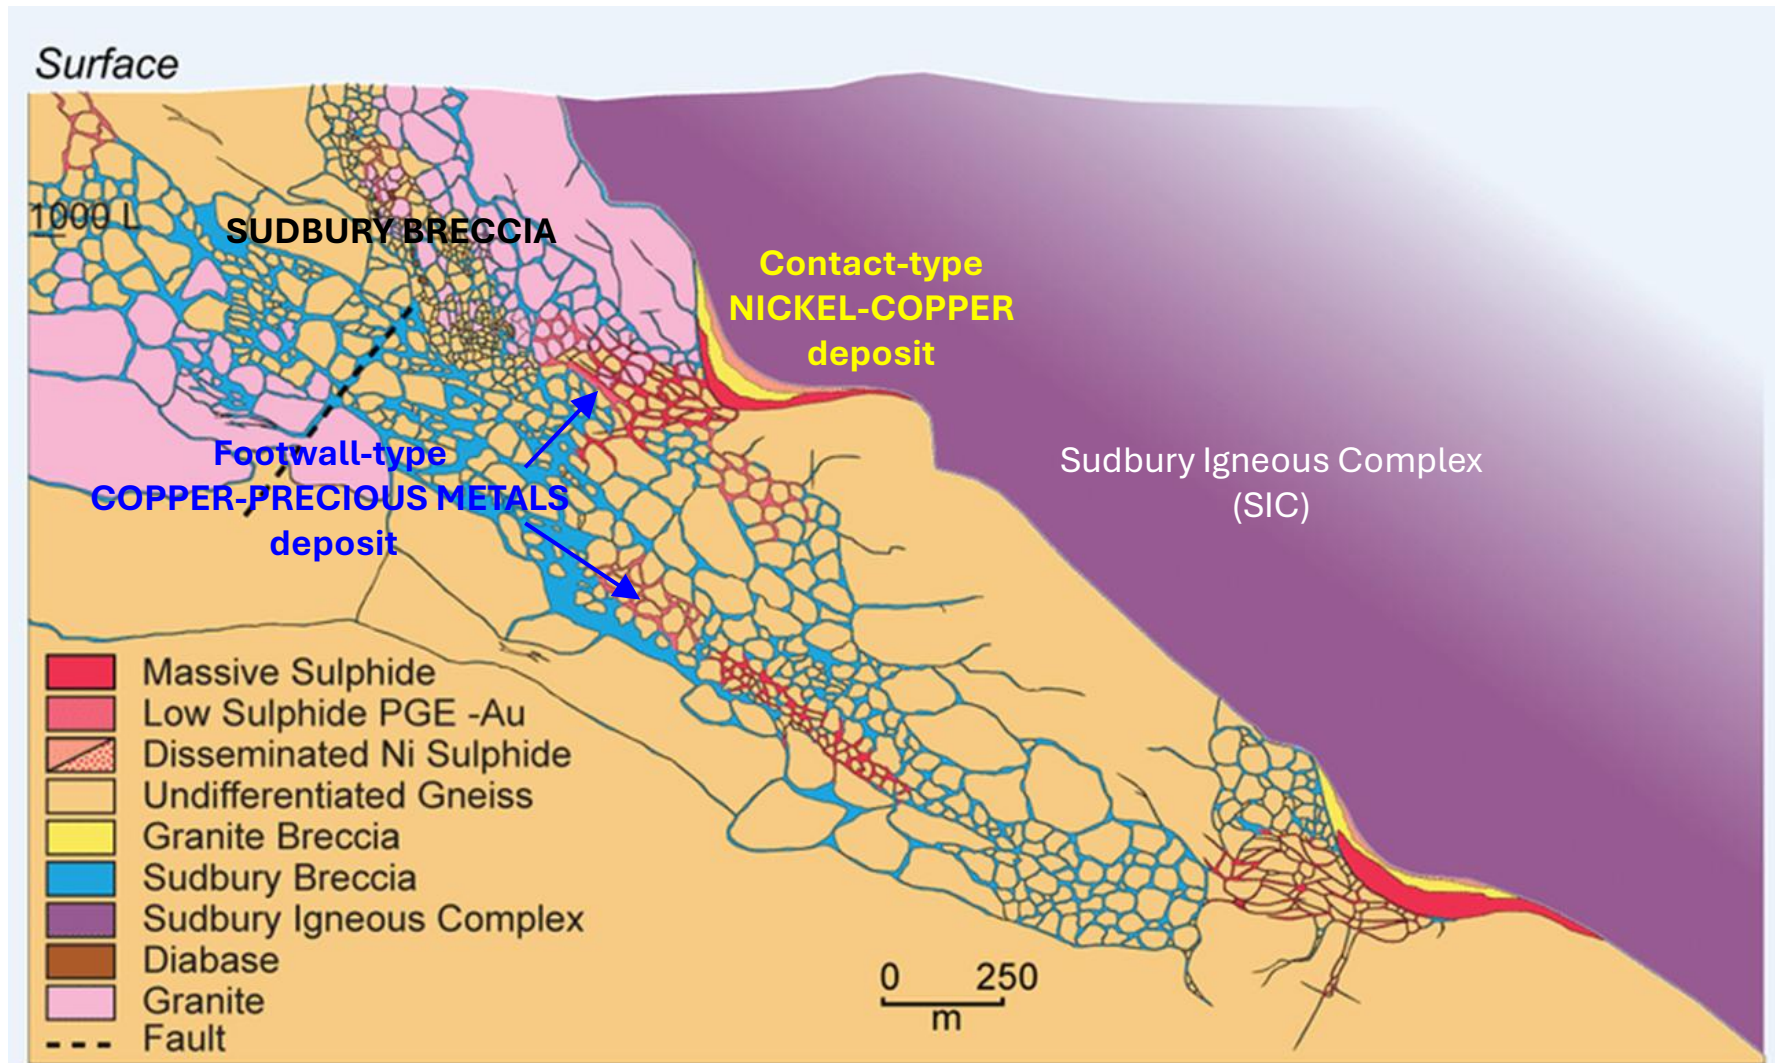 Surface
1000 L
SUDBURY BRECCIA
Contact-type
NICKEL-COPPER
deposit
Footwall-type
COPPER-PRECIOUS METALS
deposit
Sudbury Igneous Complex
(SIC)
Massive Sulphide
Low Sulphide PGE -Au
Disseminated Ni Sulphide
Undifferentiated Gneiss
Granite Breccia
Sudbury Breccia
Sudbury Igneous Complex
Diabase
Granite
Fault
0 250
m